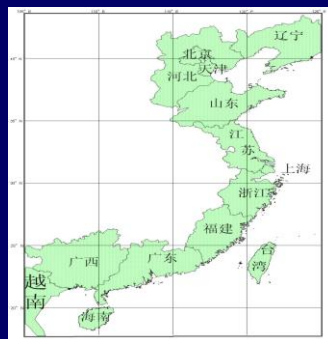 辽宁
北京
天津
河北
山东
江
苏
上海
浙江
福建
台
湾
广西
广东
越
南
海南